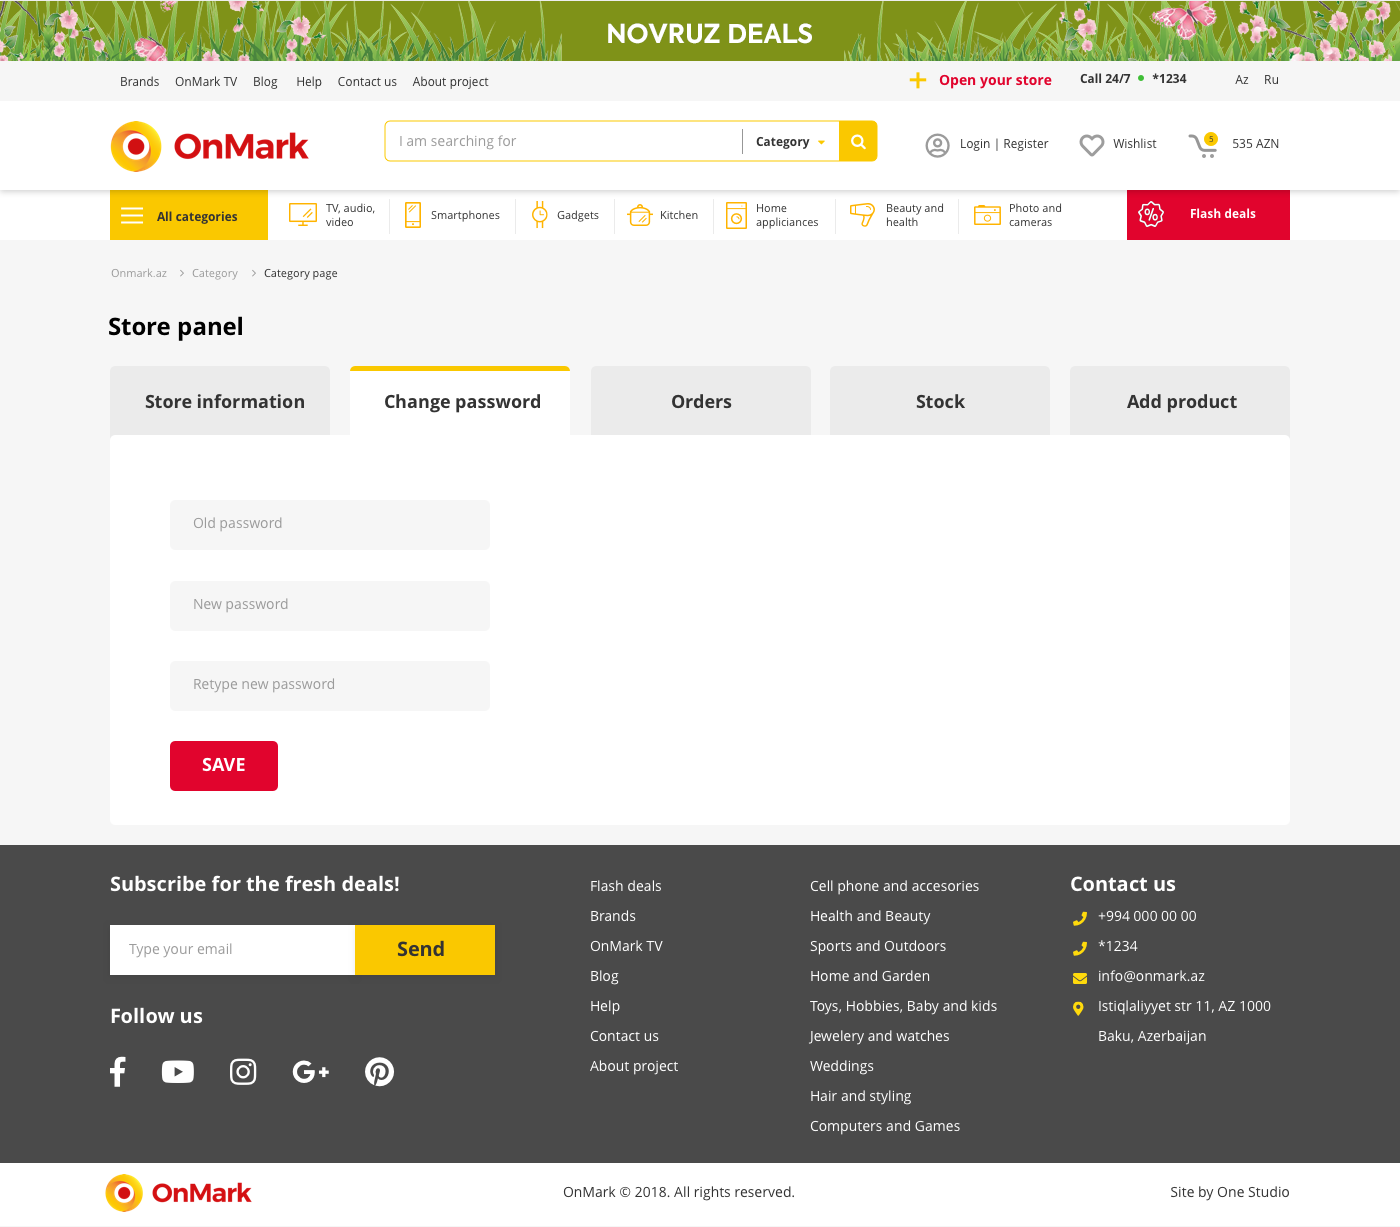 NOVRUZ DEALS
Brands OnMark TV Blog Help Contact us About project
Open your store Call 24/7 *1234 Az Ru
OnMark
I am searching for
Category
Login | Register
Wishlist
5
535 AZN
All categories
TV, audio,
video
Smartphones
Gadgets
Kitchen
Home
appliciances
Beauty and
health
Photo and
cameras
%
Flash deals
Onmark.az Category Category page
Store panel
Store information
Change password
Orders
Stock
Add product
Old password
New password
Retype new password
SAVE
Subscribe for the fresh deals!
Type your email
Send
Follow us
Flash deals
Brands
OnMark TV
Blog
Help
Contact us
About project
Cell phone and accesories
Health and Beauty
Sports and Outdoors
Home and Garden
Toys, Hobbies, Baby and kids
Jewelery and watches
Weddings
Hair and styling
Computers and Games
Contact us
+994 000 00 00
*1234
info@onmark.az
Istiqlaliyyet str 11, AZ 1000
Baku, Azerbaijan
OnMark
OnMark © 2018. All rights reserved.
Site by One Studio